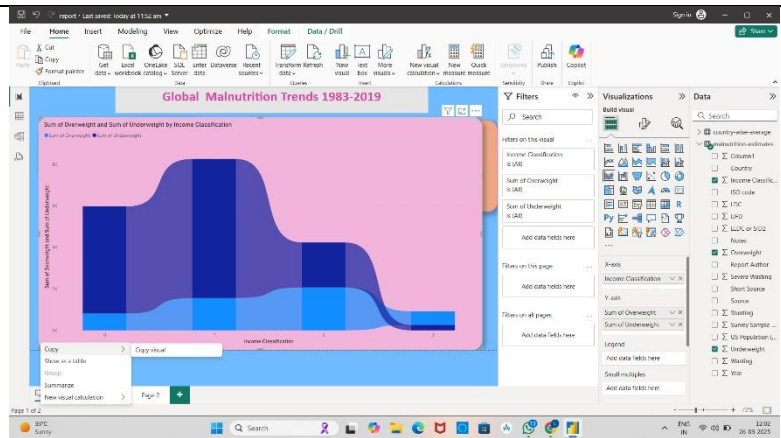 report • Last saved: Today at 11:52 am
Sign in
File Home Insert Modeling View Optimize Help Format Data / Drill
Share
Paste
Cut
Copy
Format painter
Get data
Excel workbook
OneLake catalog
SQL Server
Enter data
Dataverse
Recent sources
Transform data
Refresh
New visual
Text box
More visuals
New visual calculation
New measure
Quick measure
Sensitivity
Publish
Copilot
Clipboard
Data
Queries
Insert
Calculations
Sensitivity
Share
Copilot
Global Malnutrition Trends 1983-2019
Sum of Overweight and Sum of Underweight by Income Classification
Sum of Overweight Sum of Underweight
Sum of Overweight and Sum of Underweight
Income Classification
Copy
Copy visual
Show as a table
Group
Summarize
New visual calculation
Page 2
Page 1 of 2
Filters
Search
Filters on this visual
Income Classification
is (All)
Sum of Overweight
is (All)
Sum of Underweight
is (All)
Add data fields here
Filters on this page
Add data fields here
Filters on all pages
Add data fields here
Visualizations
Build visual
X-axis
Income Classification
Y-axis
Sum of Overweight
Sum of Underweight
Legend
Add data fields here
Small multiples
Add data fields here
Data
Search
country-wise-average
malnutrition-estimates
Column1
Country
Income Classific...
ISO code
LDC
LIFD
LLDC or SID2
Notes
Overweight
Report Author
Severe Wasting
Short Source
Source
Stunting
Survey Sample ...
US Population (...
Underweight
Wasting
Year
33°C
Sunny
Search
ENG
IN
12:02
26-03-2025